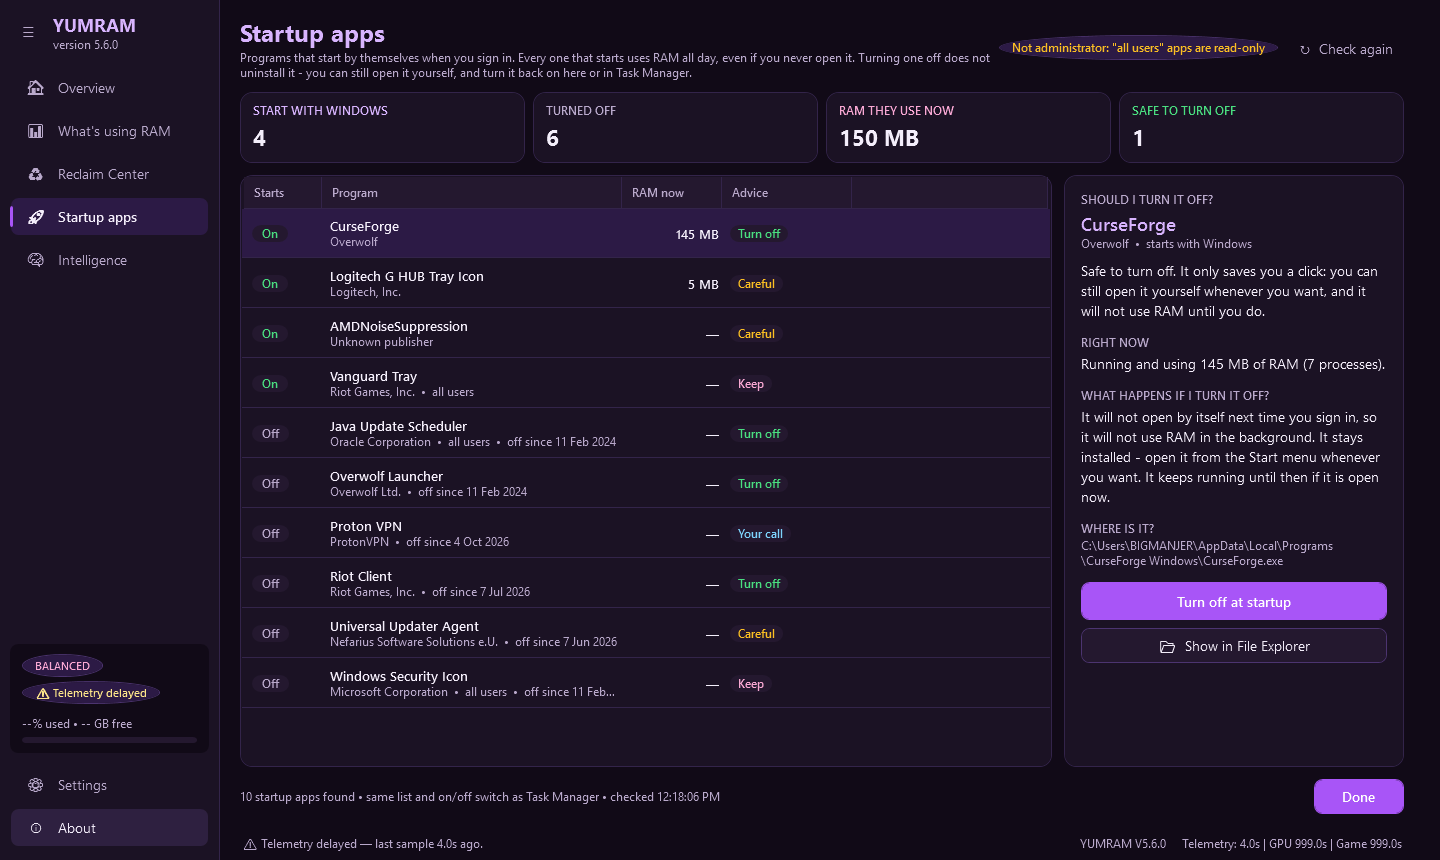 YUMRAM
version 5.6.0
Overview
What's using RAM
Reclaim Center
Startup apps
Intelligence
BALANCED
Telemetry delayed
--% used • -- GB free
Settings
About
Startup apps
Programs that start by themselves when you sign in. Every one that starts uses RAM all day, even if you never open it. Turning one off does not
uninstall it - you can still open it yourself, and turn it back on here or in Task Manager.
Not administrator: "all users" apps are read-only
Check again
START WITH WINDOWS
4
TURNED OFF
6
RAM THEY USE NOW
150 MB
SAFE TO TURN OFF
1
Starts Program RAM now Advice
On CurseForge 145 MB Turn off
Overwolf
On Logitech G HUB Tray Icon 5 MB Careful
Logitech, Inc.
On AMDNoiseSuppression — Careful
Unknown publisher
On Vanguard Tray — Keep
Riot Games, Inc. • all users
Off Java Update Scheduler — Turn off
Oracle Corporation • all users • off since 11 Feb 2024
Off Overwolf Launcher — Turn off
Overwolf Ltd. • off since 11 Feb 2024
Off Proton VPN — Your call
ProtonVPN • off since 4 Oct 2026
Off Riot Client — Turn off
Riot Games, Inc. • off since 7 Jul 2026
Off Universal Updater Agent — Careful
Nefarius Software Solutions e.U. • off since 7 Jun 2026
Off Windows Security Icon — Keep
Microsoft Corporation • all users • off since 11 Feb...
SHOULD I TURN IT OFF?
CurseForge
Overwolf • starts with Windows
Safe to turn off. It only saves you a click: you can
still open it yourself whenever you want, and it
will not use RAM until you do.
RIGHT NOW
Running and using 145 MB of RAM (7 processes).
WHAT HAPPENS IF I TURN IT OFF?
It will not open by itself next time you sign in, so
it will not use RAM in the background. It stays
installed - open it from the Start menu whenever
you want. It keeps running until then if it is open
now.
WHERE IS IT?
C:\Users\BIGMANJER\AppData\Local\Programs
\CurseForge Windows\CurseForge.exe
Turn off at startup
Show in File Explorer
10 startup apps found • same list and on/off switch as Task Manager • checked 12:18:06 PM
Done
Telemetry delayed — last sample 4.0s ago.
YUMRAM V5.6.0 Telemetry: 4.0s | GPU 999.0s | Game 999.0s